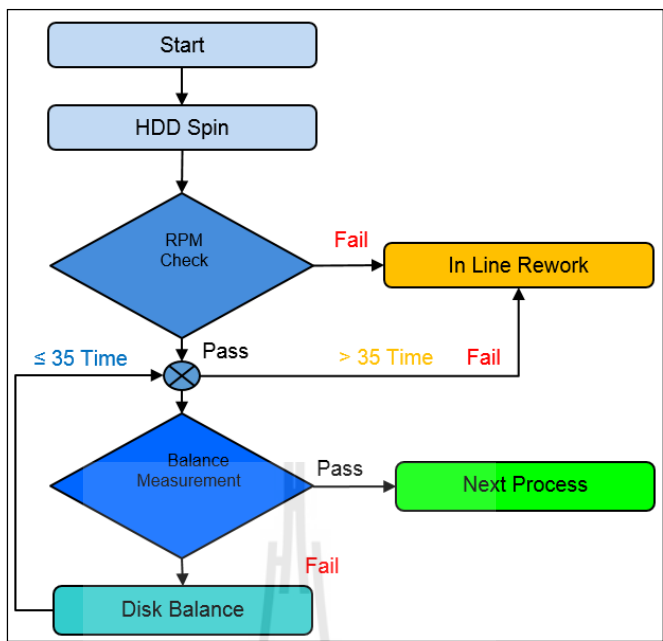 Start
HDD Spin
RPM
Check
Fail
In Line Rework
≤ 35 Time
Pass
> 35 Time
Fail
Balance
Measurement
Pass
Next Process
Fail
Disk Balance